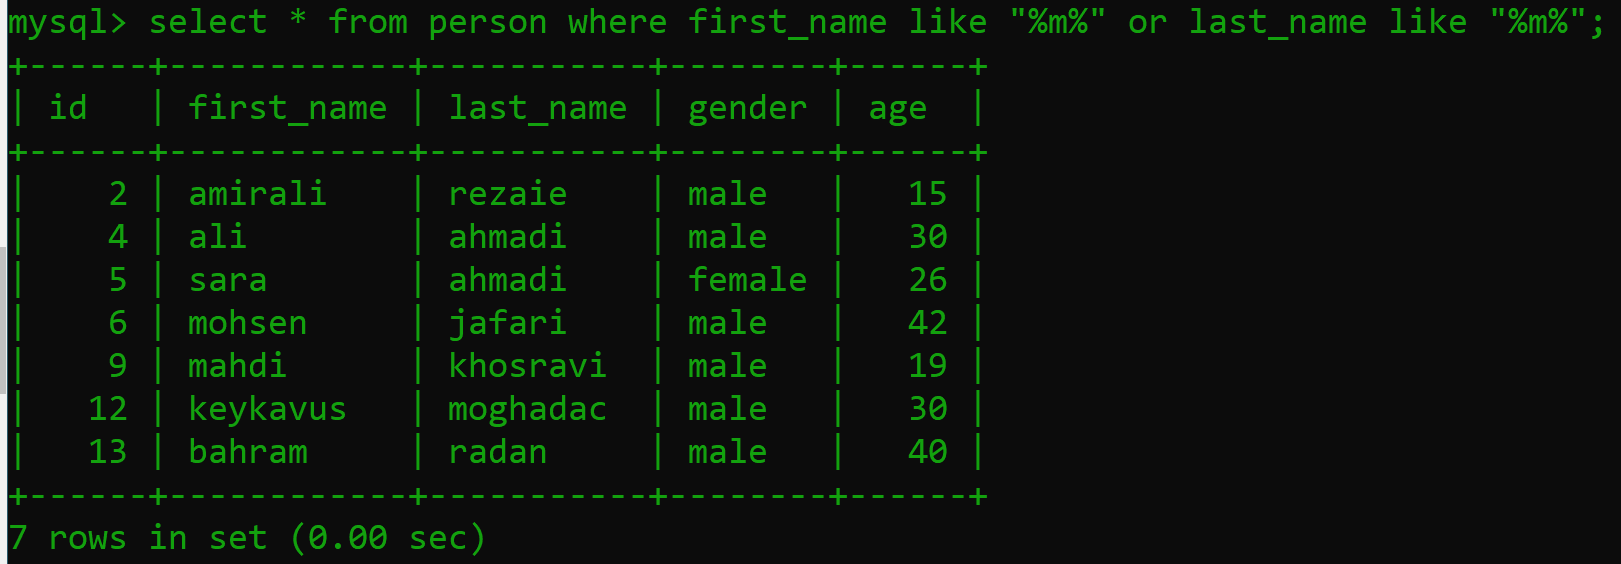 mysql> select * from person where first_name like "%m%" or last_name like "%m%";
+------+------------+-----------+--------+------+
| id   | first_name | last_name | gender | age  |
+------+------------+-----------+--------+------+
|    2 | amirali    | rezaie    | male   |   15 |
|    4 | ali        | ahmadi    | male   |   30 |
|    5 | sara       | ahmadi    | female |   26 |
|    6 | mohsen     | jafari    | male   |   42 |
|    9 | mahdi      | khosravi  | male   |   19 |
|   12 | keykavus   | moghadac  | male   |   30 |
|   13 | bahram     | radan     | male   |   40 |
+------+------------+-----------+--------+------+
7 rows in set (0.00 sec)